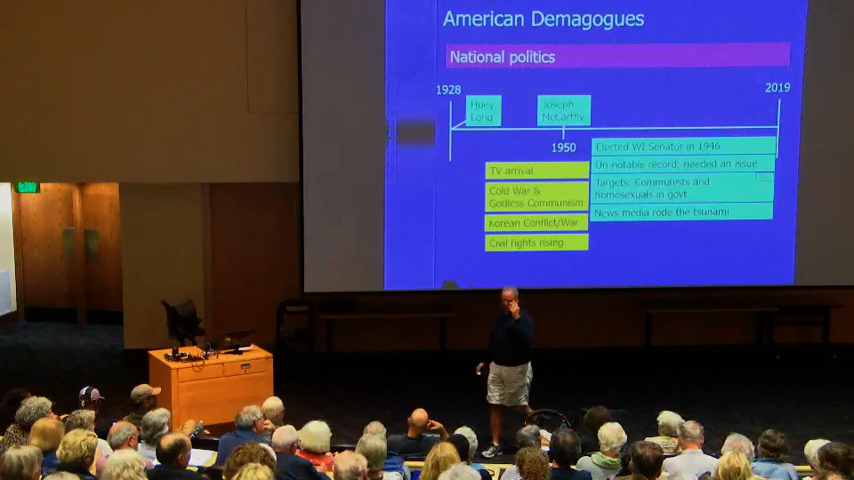 American Demagogues
National politics
1928
2019
Huey
Long
Joseph
McCarthy
1950
Elected WI Senator in 1946
Un-notable record; needed an issue
Targets: Communists and
homosexuals in govt.
News media rode the tsunami
TV arrival
Cold War &
Godless Communism
Korean Conflict/War
Civil rights rising
EXIT